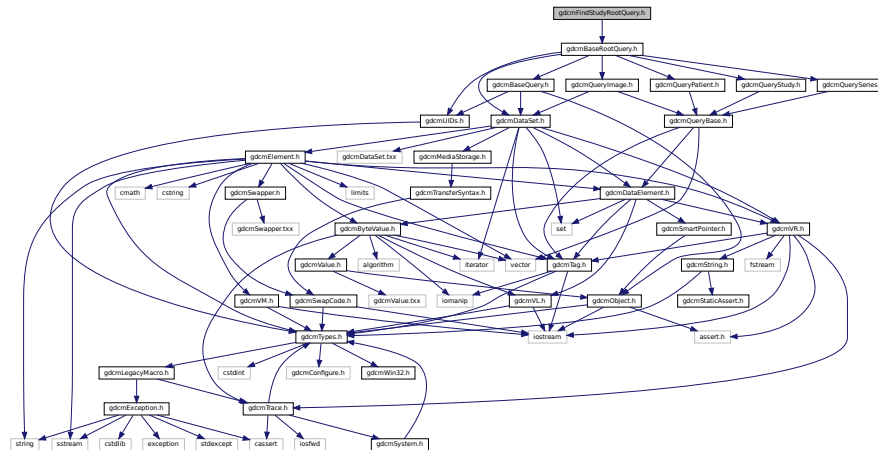 gdcmFindStudyRootQuery.h
gdcmBaseRootQuery.h
gdcmBaseQuery.h
gdcmQueryImage.h
gdcmQueryPatient.h
gdcmQueryStudy.h
gdcmQuerySeries
gdcmUIDs.h
gdcmDataSet.h
gdcmQueryBase.h
gdcmElement.h
gdcmDataSet.txx
gdcmMediaStorage.h
cmath
cstring
gdcmSwapper.h
limits
gdcmTransferSyntax.h
gdcmDataElement.h
gdcmSwapper.txx
gdcmByteValue.h
set
gdcmSmartPointer.h
gdcmVR.h
gdcmValue.h
algorithm
iterator
vector
gdcmTag.h
gdcmString.h
fstream
gdcmVM.h
gdcmSwapCode.h
gdcmValue.txx
iomanip
gdcmVL.h
gdcmObject.h
gdcmStaticAssert.h
gdcmTypes.h
iostream
assert.h
gdcmLegacyMacro.h
cstdint
gdcmConfigure.h
gdcmWin32.h
gdcmException.h
gdcmTrace.h
string
sstream
cstdlib
exception
stdexcept
cassert
iosfwd
gdcmSystem.h